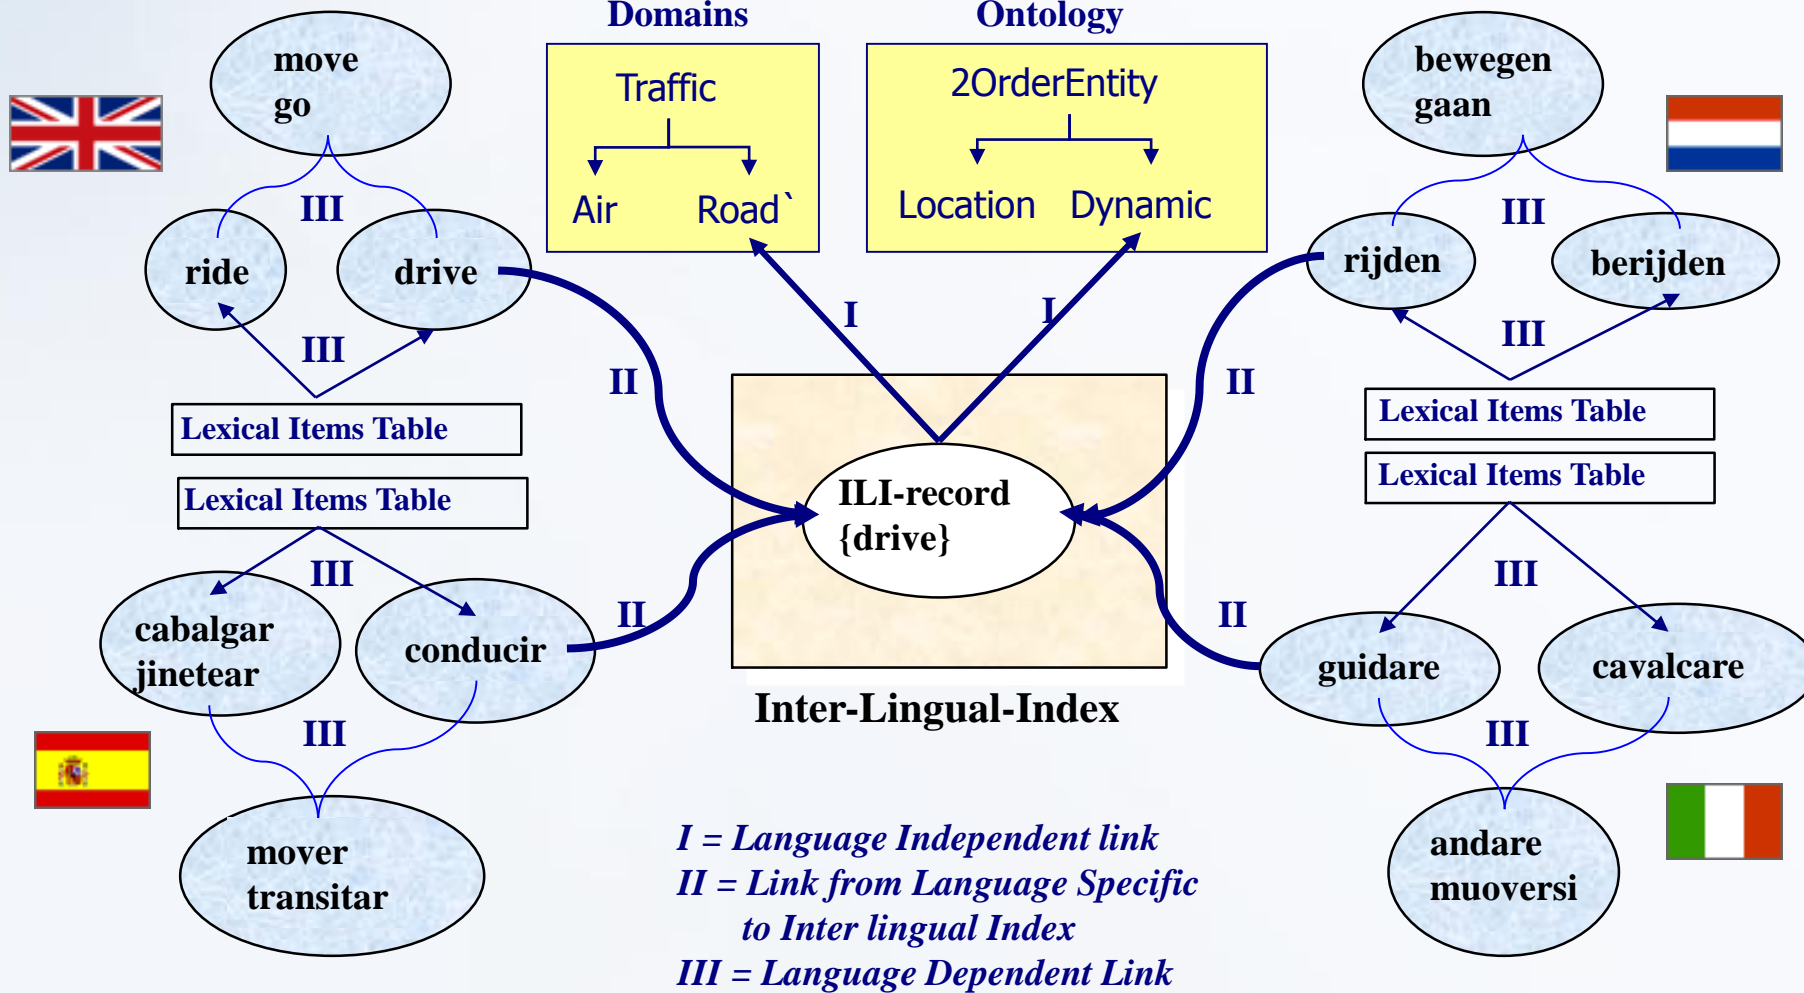 Domains
Ontology
move
go
Traffic
Air
Road`
2OrderEntity
Location
Dynamic
bewegen
gaan
III
ride
drive
III
Lexical Items Table
III
rijden
berijden
III
Lexical Items Table
I
I
II
II
ILI-record
{drive}
Inter-Lingual-Index
Lexical Items Table
III
cabalgar
jinetear
conducir
II
III
mover
transitar
Lexical Items Table
III
II
guidare
cavalcare
III
andare
muoversi
I = Language Independent link
II = Link from Language Specific
to Inter lingual Index
III = Language Dependent Link